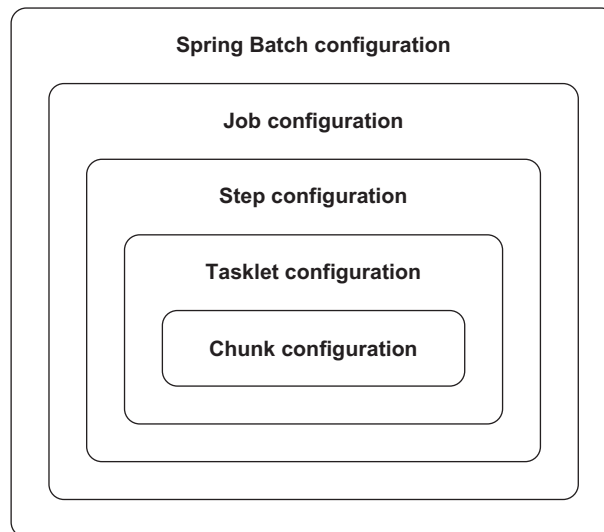 Spring Batch configuration
Job configuration
Step configuration
Tasklet configuration
Chunk configuration